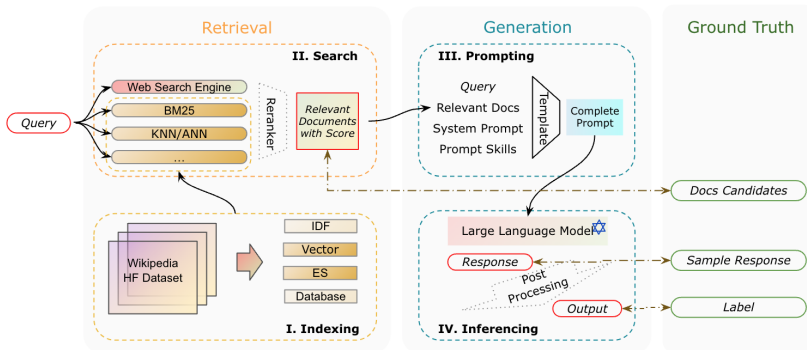 Retrieval
Generation
Ground Truth
II. Search
III. Prompting
Web Search Engine
BM25
KNN/ANN
...
Query
Reranker
Relevant
Documents
with Score
Query
Relevant Docs
System Prompt
Prompt Skills
Template
Complete
Prompt
Docs Candidates
Wikipedia
HF Dataset
IDF
Vector
ES
Database
I. Indexing
Large Language Model
Response
Post
Processing
Output
IV. Inferencing
Sample Response
Label